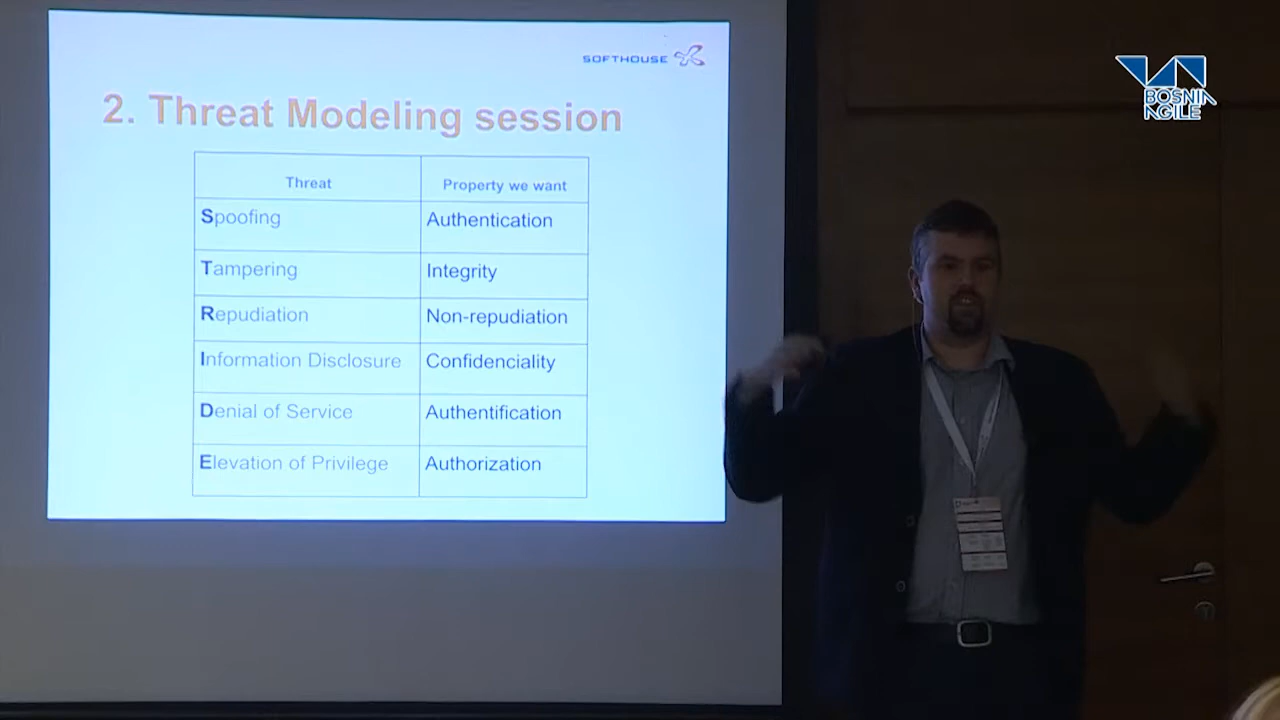 SOFTHOUSE
BOSNIA
AGILE
2. Threat Modeling session
Threat Property we want
Spoofing Authentication
Tampering Integrity
Repudiation Non-repudiation
Information Disclosure Confidenciality
Denial of Service Authentification
Elevation of Privilege Authorization